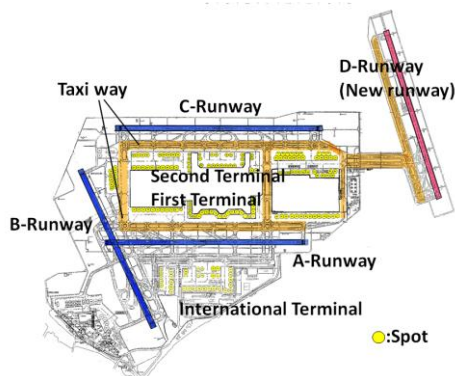 D-Runway
(New runway)
Taxi way
C-Runway
Second Terminal
First Terminal
B-Runway
A-Runway
International Terminal
:Spot